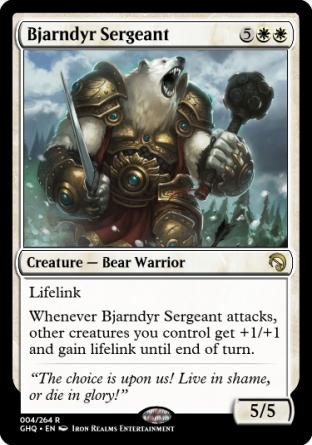 Bjarndyr Sergeant 5
Creature — Bear Warrior
Lifelink
Whenever Bjarndyr Sergeant attacks,
other creatures you control get +1/+1
and gain lifelink until end of turn.
“The choice is upon us! Live in shame,
or die in glory!”
5/5
004/264 R
GHQ • EN Iron Realms Entertainment